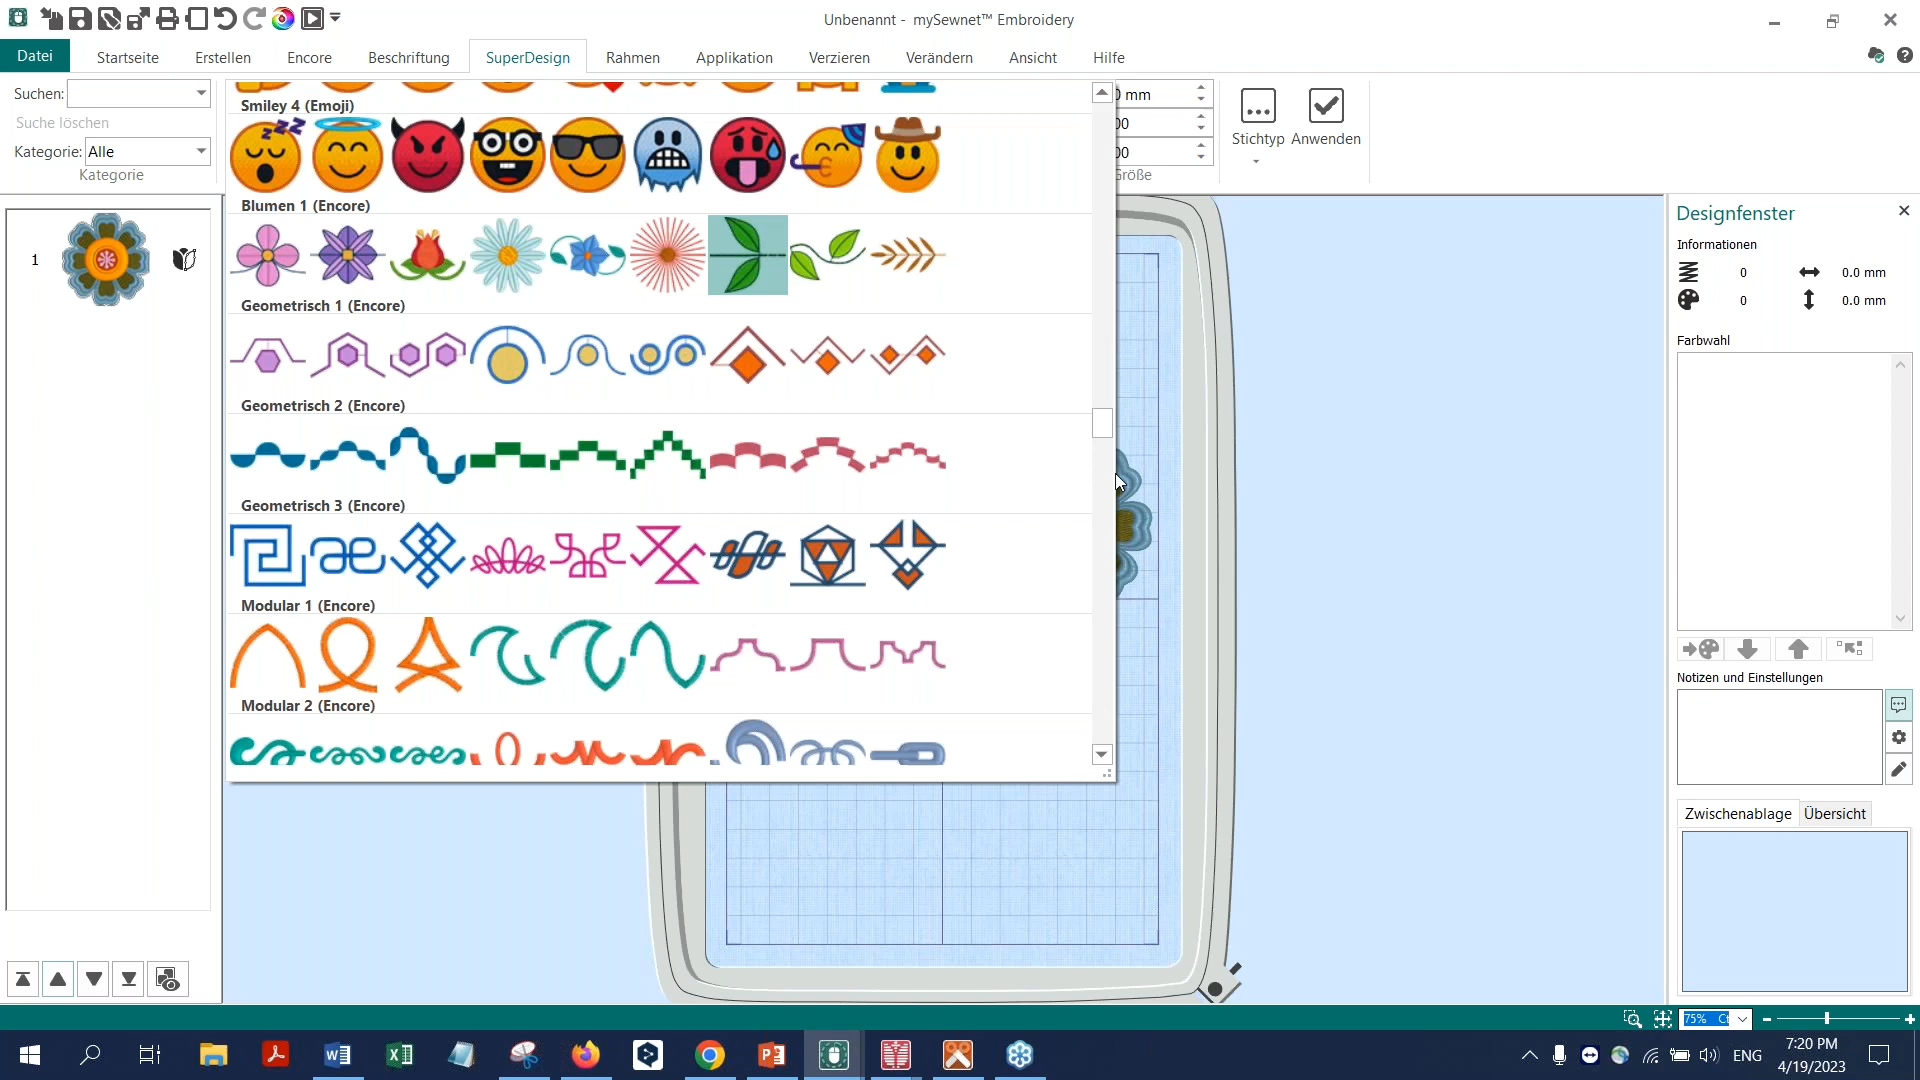 Unbenannt - mySewnet™ Embroidery
Datei Startseite Erstellen Encore Beschriftung SuperDesign Rahmen Applikation Verzieren Verändern Ansicht Hilfe
Suchen:
Suche löschen
Kategorie: Alle
Kategorie
Smiley 4 (Emoji)
Blumen 1 (Encore)
Geometrisch 1 (Encore)
Geometrisch 2 (Encore)
Geometrisch 3 (Encore)
Modular 1 (Encore)
Modular 2 (Encore)
0 mm
00
00
Größe
Stichtyp Anwenden
1
Designfenster
Informationen
0 0.0 mm
0 0.0 mm
Farbwahl
Notizen und Einstellungen
Zwischenablage Übersicht
75%
ENG
7:20 PM
4/19/2023